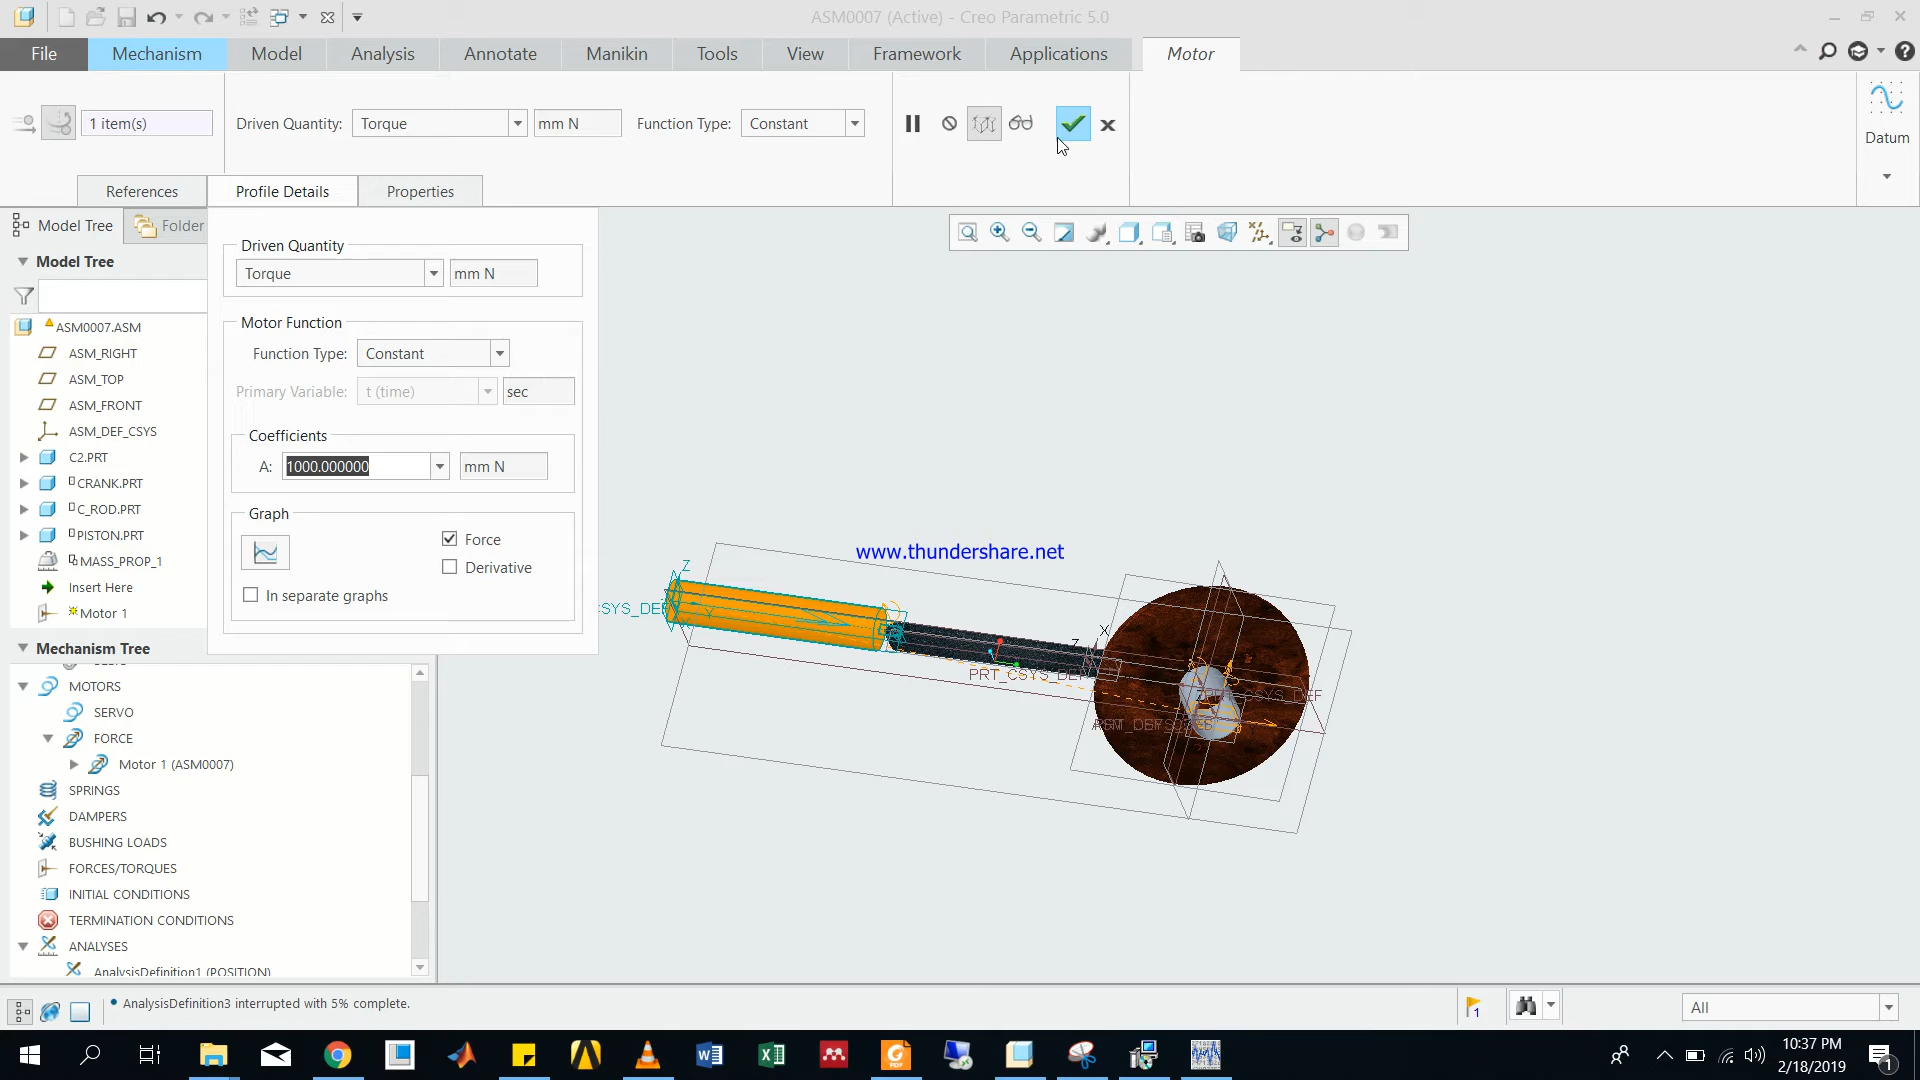 ASM0007 (Active) - Creo Parametric 5.0
File
Mechanism
Model
Analysis
Annotate
Manikin
Tools
View
Framework
Applications
Motor
1 item(s)
Driven Quantity:
Torque
mm N
Function Type:
Constant
Datum
References
Profile Details
Properties
Model Tree
Folder
Model Tree
ASM0007.ASM
ASM_RIGHT
ASM_TOP
ASM_FRONT
ASM_DEF_CSYS
C2.PRT
CRANK.PRT
C_ROD.PRT
PISTON.PRT
MASS_PROP_1
Insert Here
Motor 1
Driven Quantity
Torque
mm N
Motor Function
Function Type:
Constant
Primary Variable:
t (time)
sec
Coefficients
A:
1000.000000
mm N
Graph
Force
Derivative
In separate graphs
Mechanism Tree
MOTORS
SERVO
FORCE
Motor 1 (ASM0007)
SPRINGS
DAMPERS
BUSHING LOADS
FORCES/TORQUES
INITIAL CONDITIONS
TERMINATION CONDITIONS
ANALYSES
AnalysisDefinition1 (POSITION)
www.thundershare.net
Z
Y
X
Z
AnalysisDefinition3 interrupted with 5% complete.
1
All
10:37 PM
2/18/2019
1